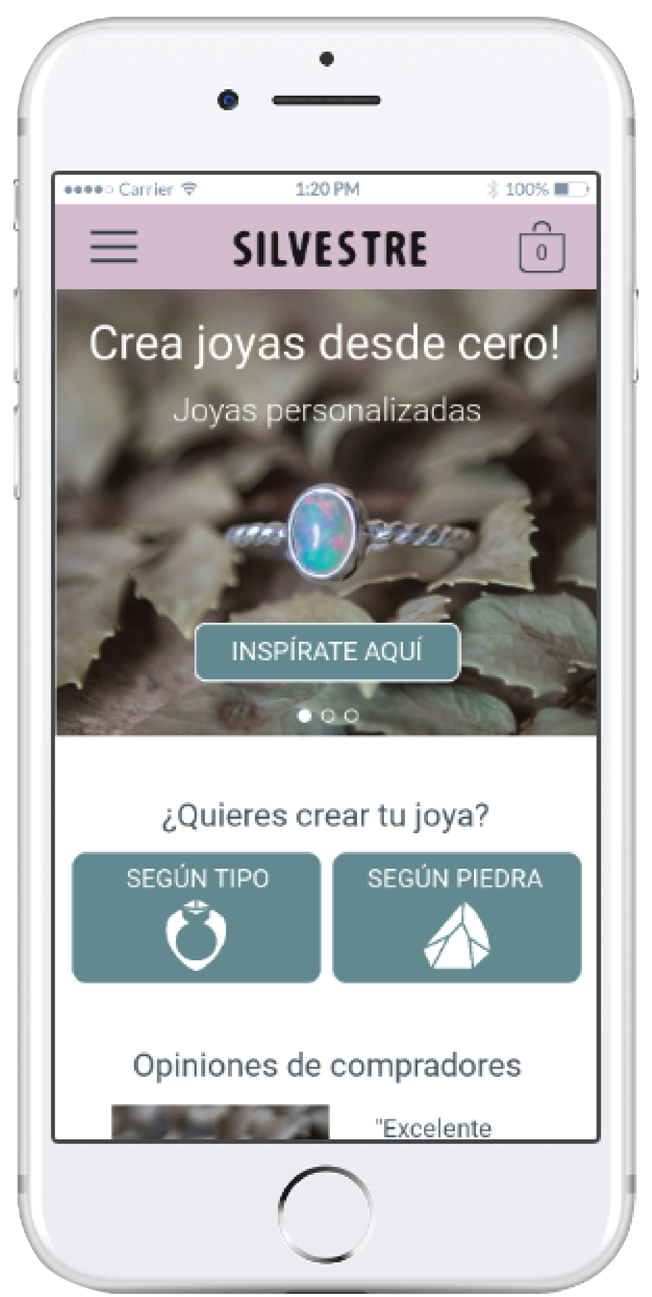 Carrier 1:20 PM 100%
SILVESTRE 0
Crea joyas desde cero!
Joyas personalizadas
INSPÍRATE AQUÍ
¿Quieres crear tu joya?
SEGÚN TIPO SEGÚN PIEDRA
Opiniones de compradores
"Excelente